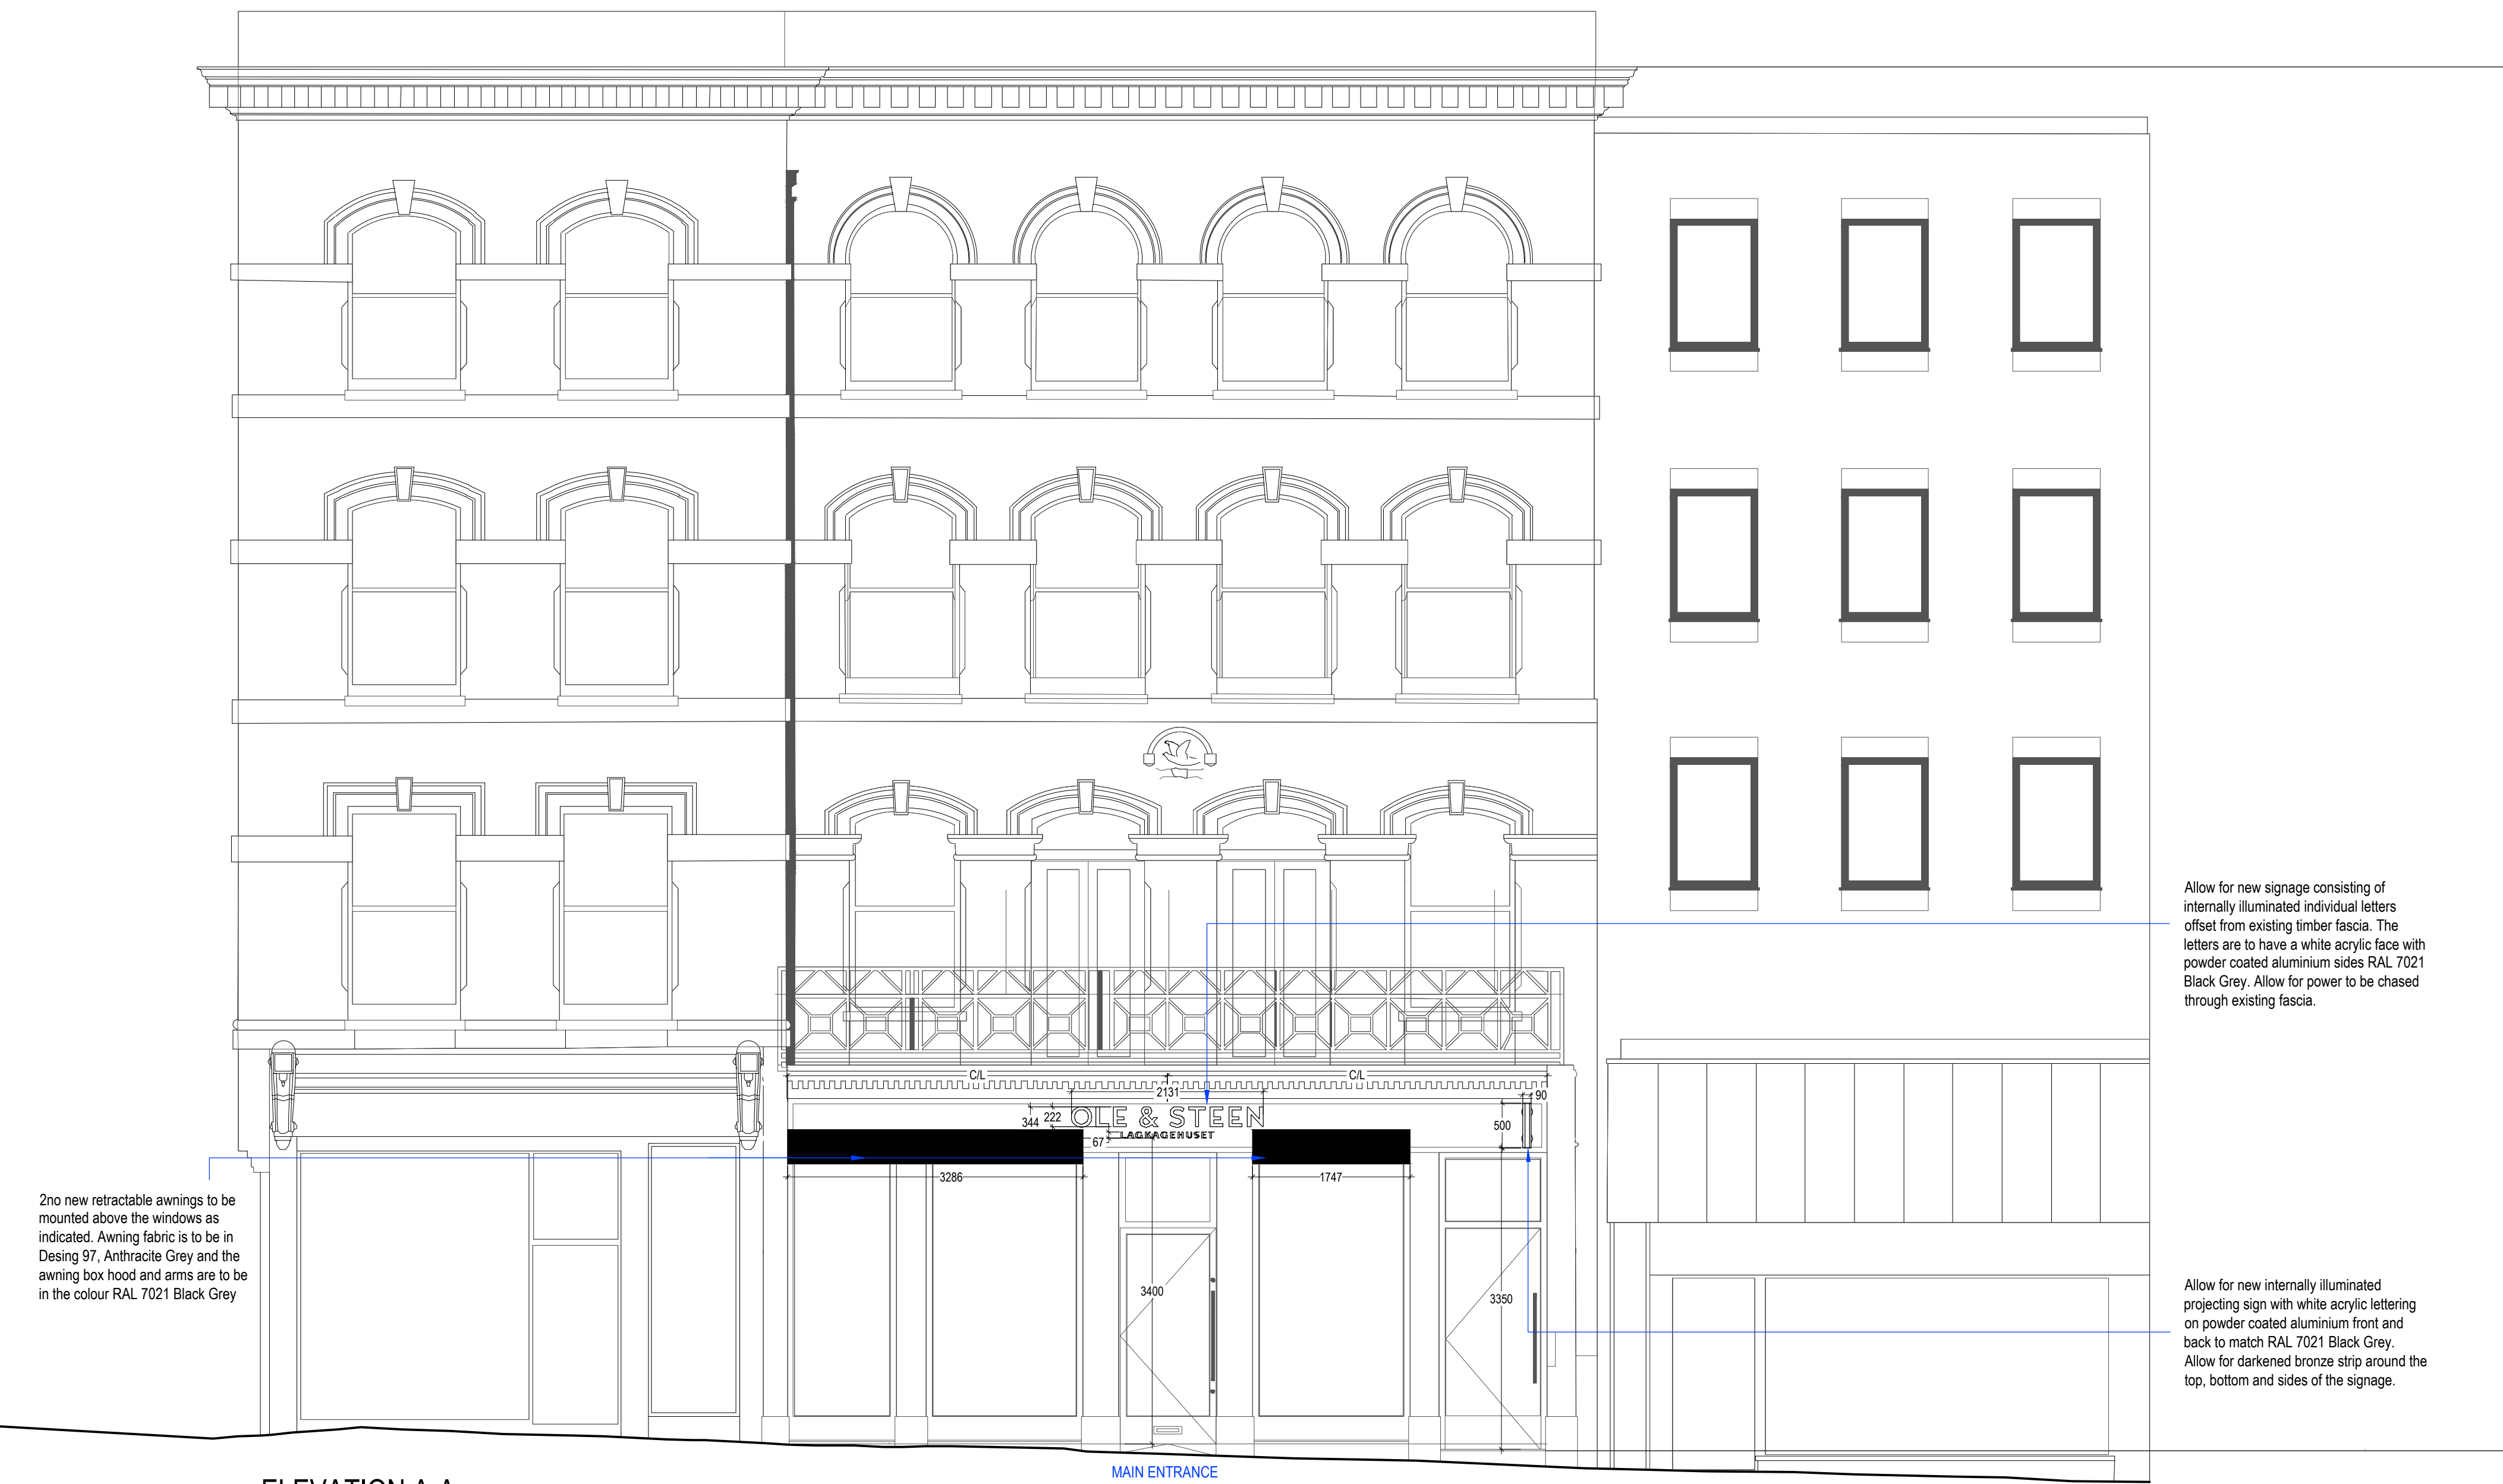 Allow for new signage consisting of
internally illuminated individual letters
offset from existing timber fascia. The
letters are to have a white acrylic face with
powder coated aluminium sides RAL 7021
Black Grey. Allow for power to be chased
through existing fascia.
C/L
C/L
2131
90
344
222
OLE & STEEN
500
LAGKAGEHUSET
67
3286
1747
2no new retractable awnings to be
mounted above the windows as
indicated. Awning fabric is to be in
Desing 97, Anthracite Grey and the
awning box hood and arms are to be
in the colour RAL 7021 Black Grey
3400
3350
Allow for new internally illuminated
projecting sign with white acrylic lettering
on powder coated aluminium front and
back to match RAL 7021 Black Grey.
Allow for darkened bronze strip around the
top, bottom and sides of the signage.
MAIN ENTRANCE
ELEVATION A-A